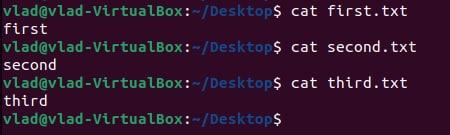 vlad@vlad-VirtualBox:~/Desktop$ cat first.txt
first
vlad@vlad-VirtualBox:~/Desktop$ cat second.txt
second
vlad@vlad-VirtualBox:~/Desktop$ cat third.txt
third
vlad@vlad-VirtualBox:~/Desktop$